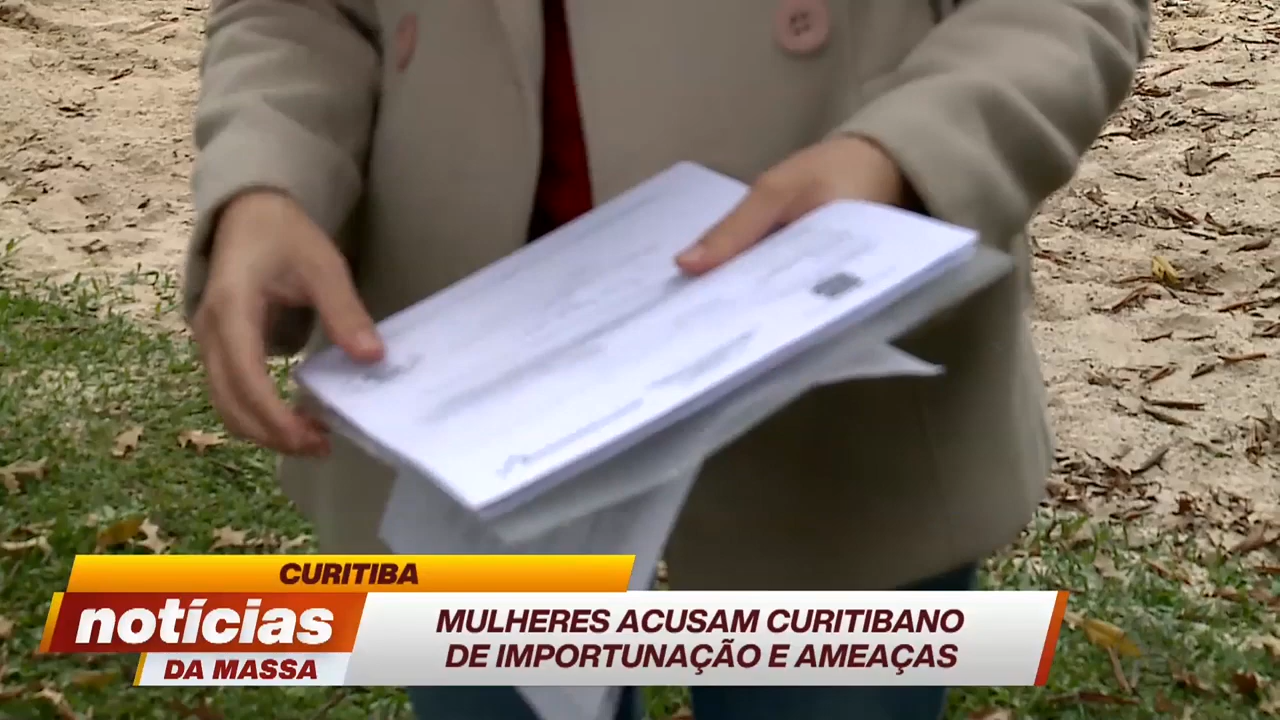 CURITIBA
notícias
DA MASSA
MULHERES ACUSAM CURITIBANO
DE IMPORTUNAÇÃO E AMEAÇAS